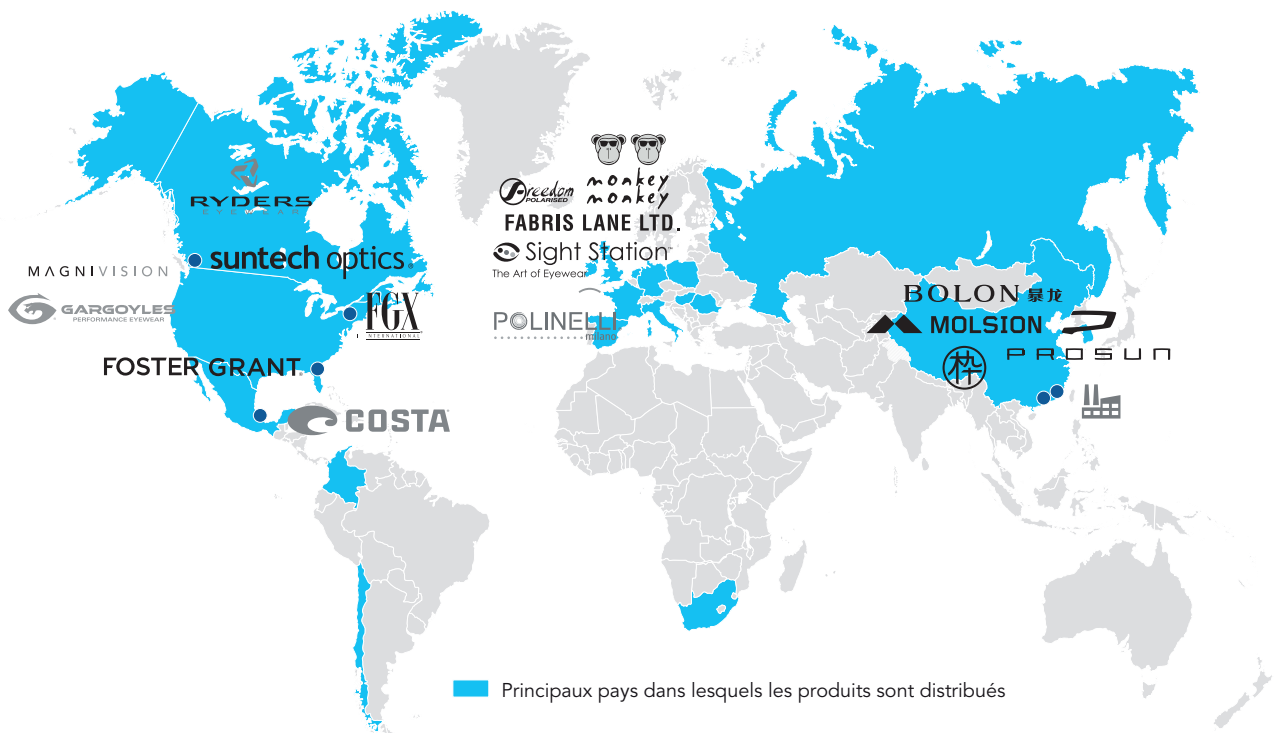 RYDERS
EYEWEAR
suntech optics.
MAGNIVISION
GARGOYLES
PERFORMANCE EYEWEAR
FGX
INTERNATIONAL
FOSTER GRANT
COSTA
Freedom
POLARISED
monkey
monkey
FABRIS LANE LTD.
Sight Station
The Art of Eyewear
POLINELLI
milano
BOLON 暴龙
MOLSION
PROSUN
枠
Principaux pays dans lesquels les produits sont distribués